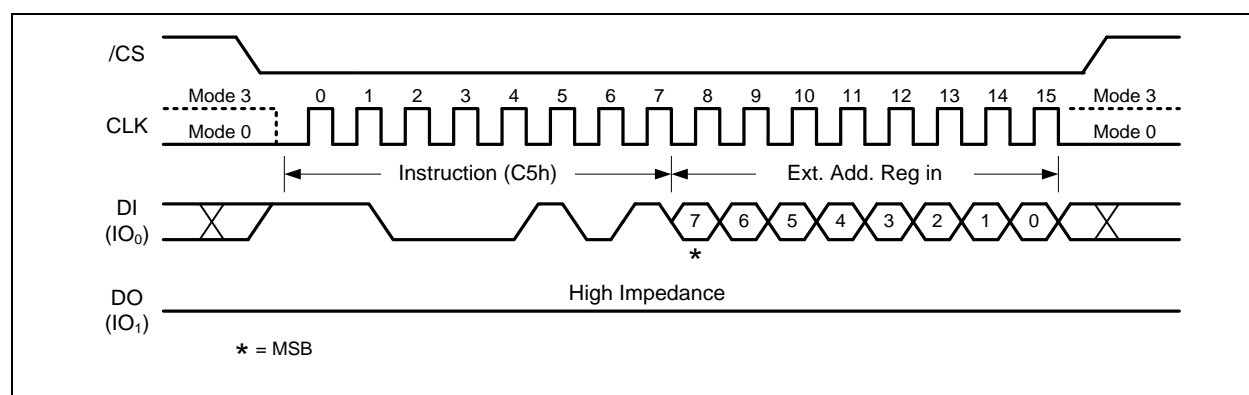 /CS
Mode 3 0 1 2 3 4 5 6 7 8 9 10 11 12 13 14 15 Mode 3
CLK
Mode 0 Mode 0
Instruction (C5h) Ext. Add. Reg in
DI
(IO₀)
7 6 5 4 3 2 1 0
*
High Impedance
DO
(IO₁)
* = MSB